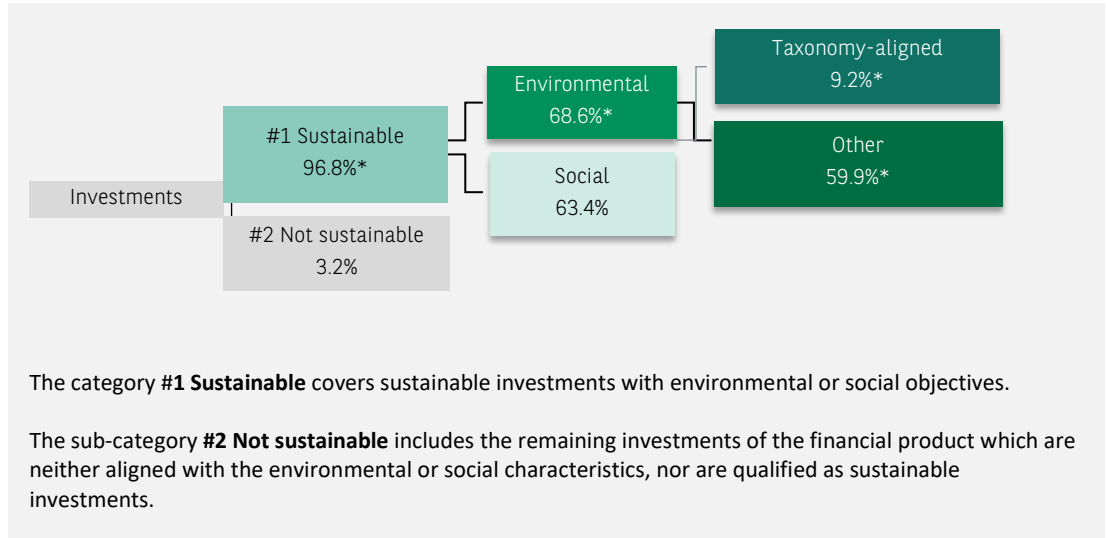 Taxonomy-aligned
9.2%*
Environmental
68.6%*
#1 Sustainable
96.8%*
Other
59.9%*
Social
63.4%
Investments
#2 Not sustainable
3.2%
The category #1 Sustainable covers sustainable investments with environmental or social objectives.
The sub-category #2 Not sustainable includes the remaining investments of the financial product which are
neither aligned with the environmental or social characteristics, nor are qualified as sustainable
investments.